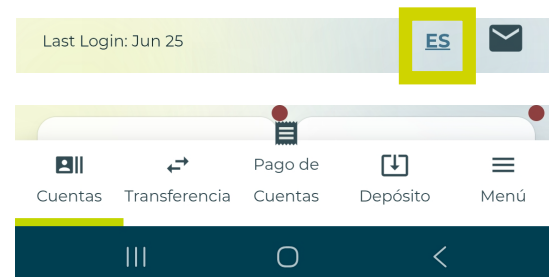 Last Login: Jun 25 ES
Pago de
Cuentas Transferencia Cuentas Depósito Menú